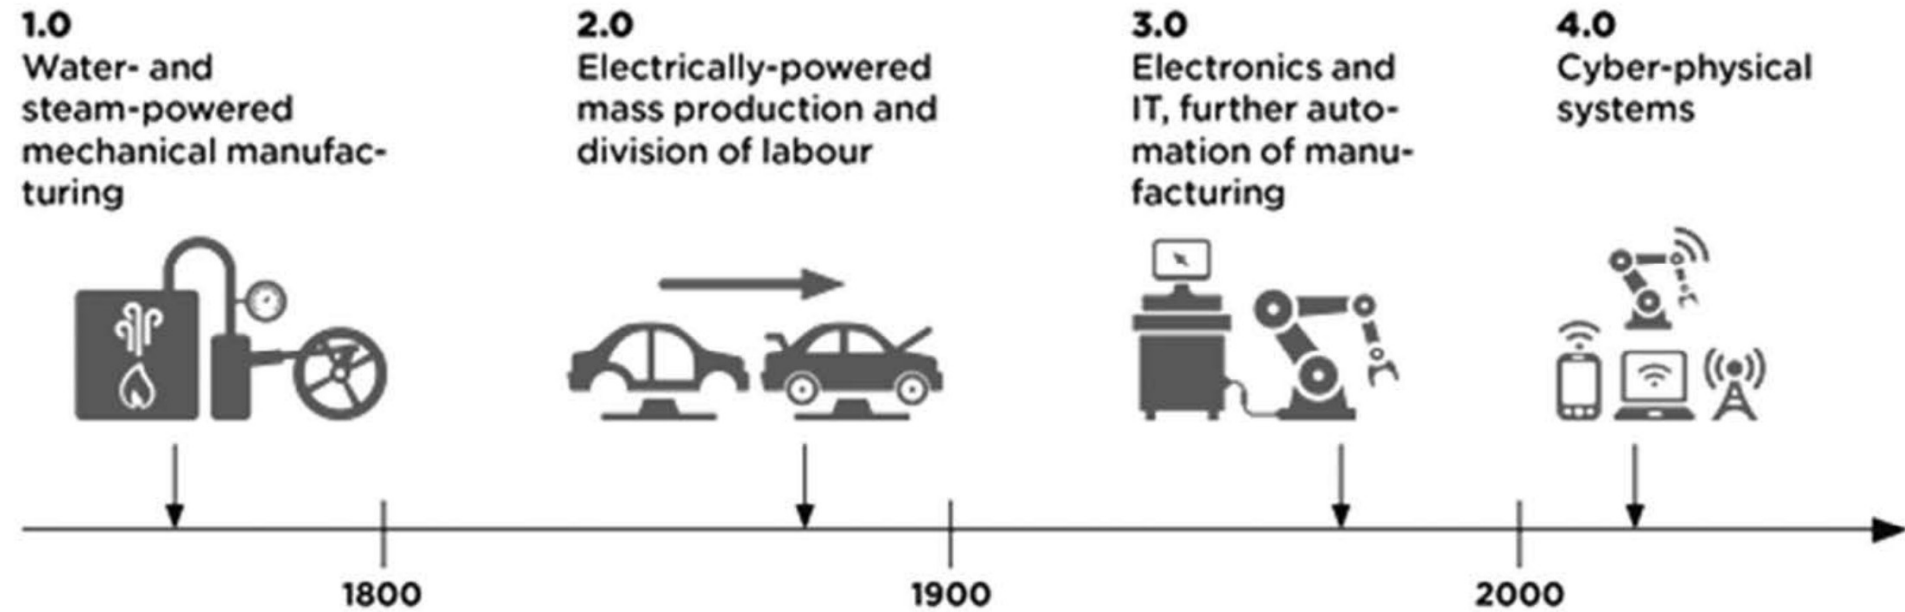 1.0
Water- and
steam-powered
mechanical manufac-
turing
2.0
Electrically-powered
mass production and
division of labour
3.0
Electronics and
IT, further auto-
mation of manu-
facturing
4.0
Cyber-physical
systems
1800
1900
2000